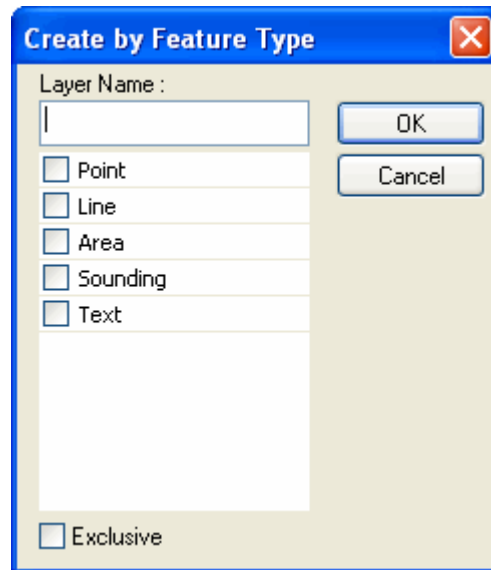 Create by Feature Type
Layer Name :
OK
Cancel
Point
Line
Area
Sounding
Text
Exclusive